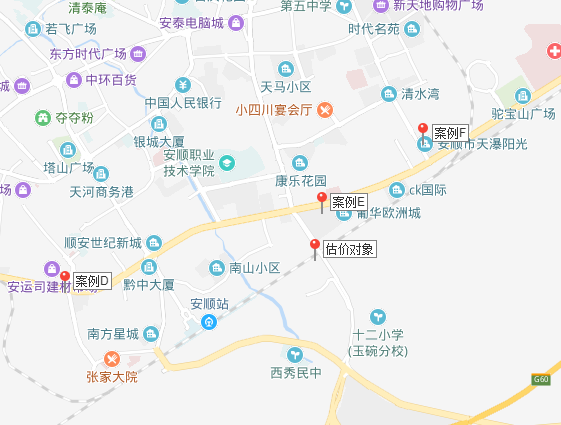 清泰庵
第五中学
新天地购物广场
安泰电脑城
若飞广场
时代名苑
东方时代广场
中环百货
城
天马小区
清水湾
中国人民银行
小四川宴会厅
驼宝山广场
夺夺粉
银城大厦
案例F
安顺市天瀑阳光
塔山广场
安顺职业
技术学院
康乐花园
天河商务港
ck国际
场
案例E
葡华欧洲城
顺安世纪新城
估价对象
南山小区
案例D
安运司建材市场
黔中大厦
安顺站
南方星城
十二小学
(玉碗分校)
张家大院
西秀民中
G60